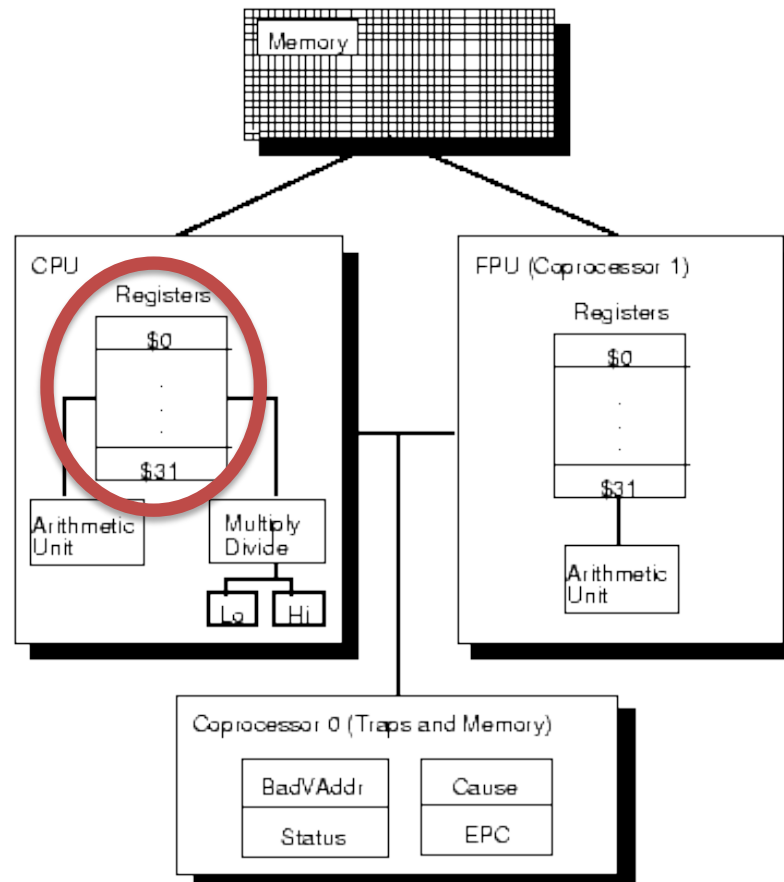 Memory
CPU
Registers
$0
.
.
.
$31
Arithmetic
Unit
Multiply
Divide
Lo
Hi
FPU (Coprocessor 1)
Registers
$0
.
.
.
$31
Arithmetic
Unit
Coprocessor 0 (Traps and Memory)
BadVAddr
Cause
Status
EPC